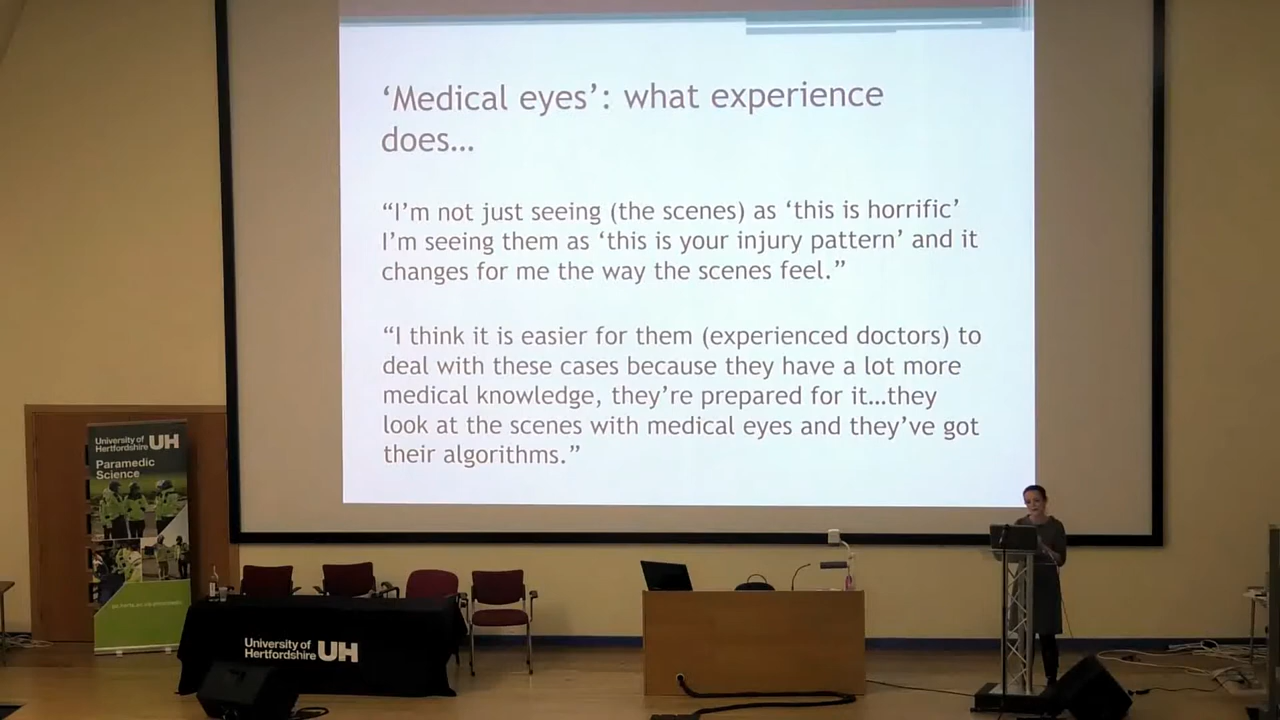 ‘Medical eyes’: what experience
does...
“I’m not just seeing (the scenes) as ‘this is horrific’
I’m seeing them as ‘this is your injury pattern’ and it
changes for me the way the scenes feel.”
“I think it is easier for them (experienced doctors) to
deal with these cases because they have a lot more
medical knowledge, they’re prepared for it...they
look at the scenes with medical eyes and they’ve got
their algorithms.”
University of
Hertfordshire UH
Paramedic
Science
University of
Hertfordshire UH